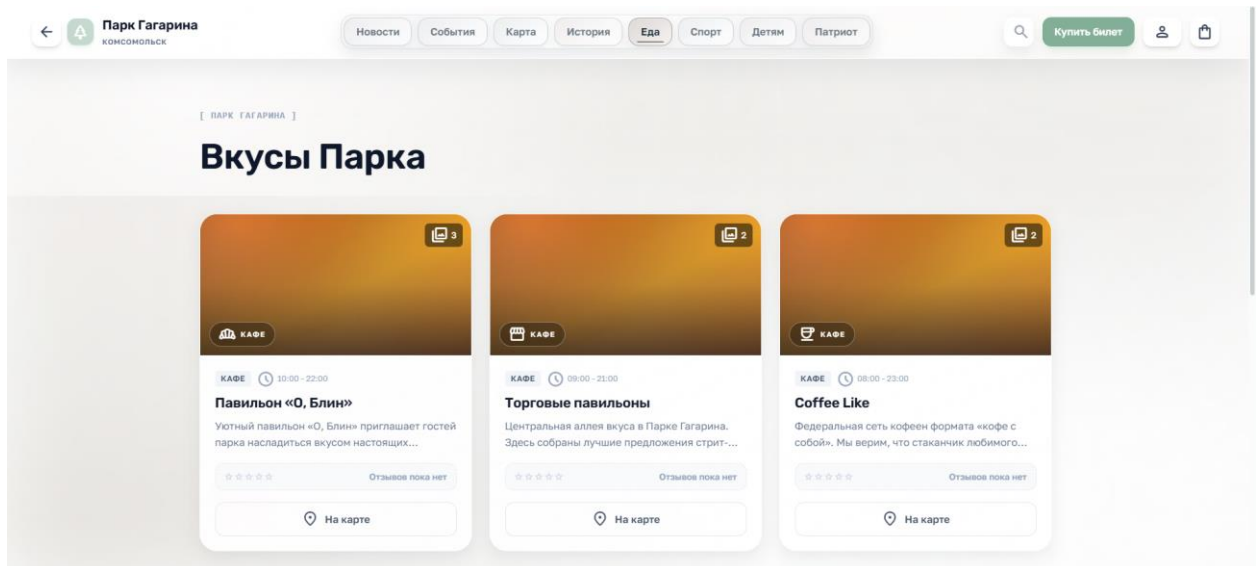 Парк Гагарина
КОМСОМОЛЬСК
Новости События Карта История Еда Спорт Детям Патриот
Купить билет
[ ПАРК ГАГАРИНА ]
Вкусы Парка
3
КАФЕ
КАФЕ 10:00 - 22:00
Павильон «О, Блин»
Уютный павильон «О, Блин» приглашает гостей
парка насладиться вкусом настоящих...
Отзывов пока нет
На карте
2
КАФЕ
КАФЕ 09:00 - 21:00
Торговые павильоны
Центральная аллея вкуса в Парке Гагарина.
Здесь собраны лучшие предложения стрит-...
Отзывов пока нет
На карте
2
КАФЕ
КАФЕ 08:00 - 23:00
Coffee Like
Федеральная сеть кофеен формата «кофе с
собой». Мы верим, что стаканчик любимого...
Отзывов пока нет
На карте